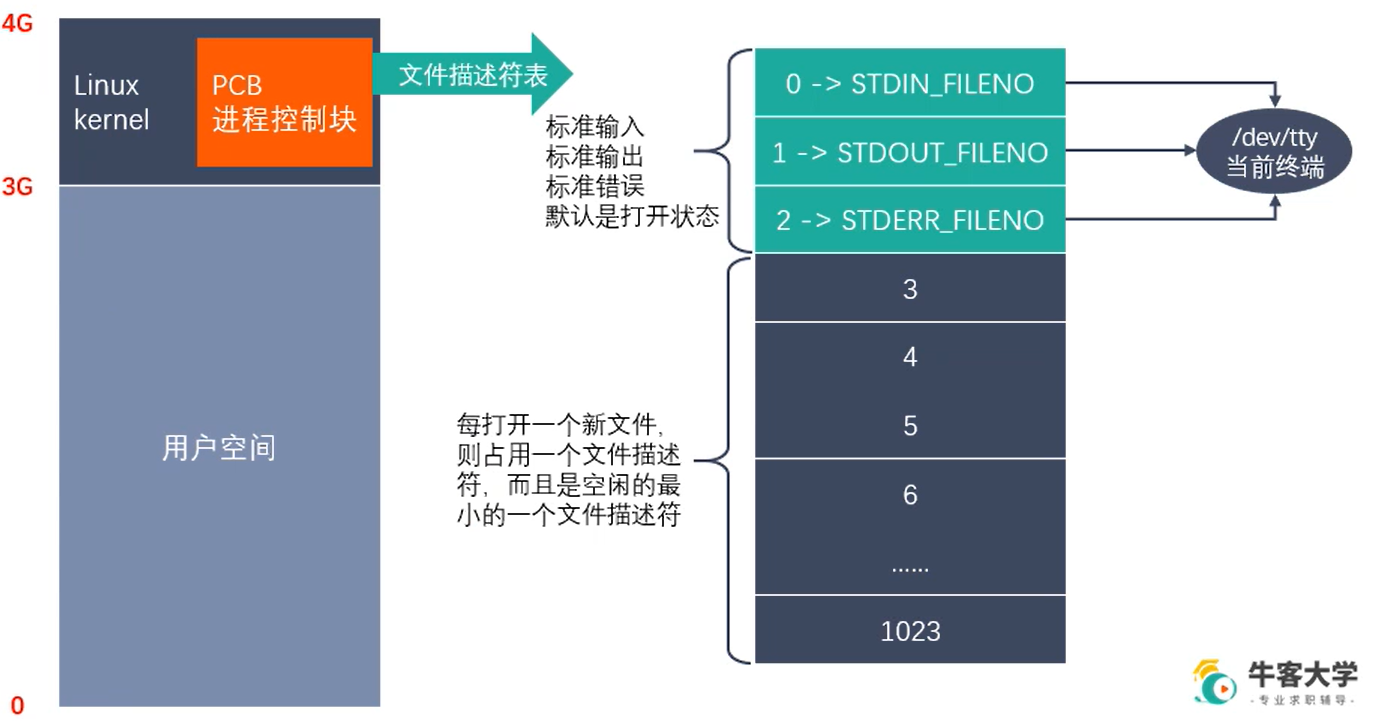 4G
Linux
kernel
PCB
进程控制块
文件描述符表
3G
用户空间
0
标准输入
标准输出
标准错误
默认是打开状态
每打开一个新文件，
则占用一个文件描述
符，而且是空闲的最
小的一个文件描述符
0 -> STDIN_FILENO
1 -> STDOUT_FILENO
2 -> STDERR_FILENO
3
4
5
6
......
1023
/dev/tty
当前终端
牛客大学
- 专业求职辅导 -